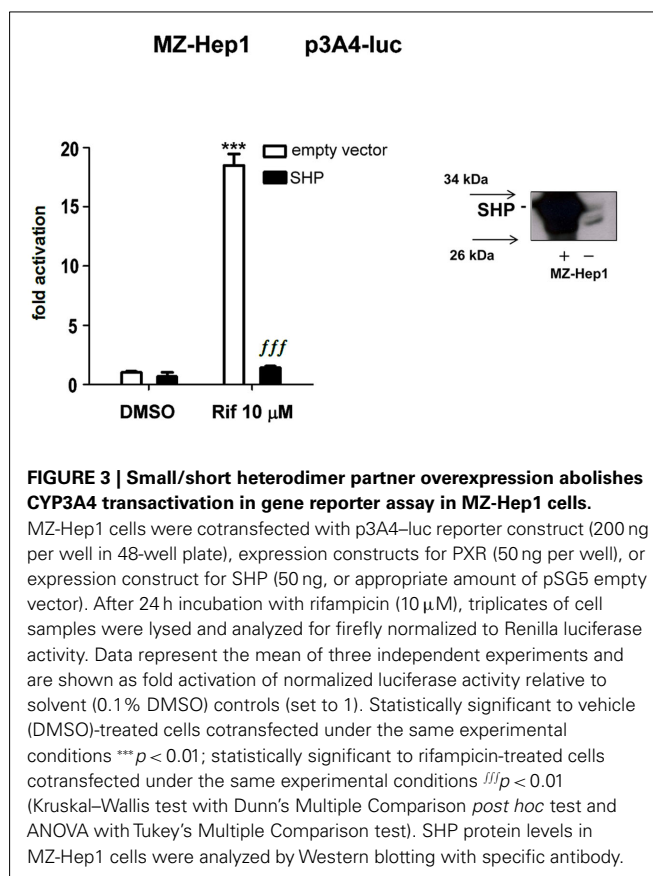 MZ-Hep1 p3A4-luc
20
15
10
5
0
fold activation
***
empty vector
SHP
fff
DMSO Rif 10 µM
34 kDa
SHP -
26 kDa
+ −
MZ-Hep1
FIGURE 3 | Small/short heterodimer partner overexpression abolishes
CYP3A4 transactivation in gene reporter assay in MZ-Hep1 cells.
MZ-Hep1 cells were cotransfected with p3A4–luc reporter construct (200 ng
per well in 48-well plate), expression constructs for PXR (50 ng per well), or
expression construct for SHP (50 ng, or appropriate amount of pSG5 empty
vector). After 24 h incubation with rifampicin (10 µM), triplicates of cell
samples were lysed and analyzed for firefly normalized to Renilla luciferase
activity. Data represent the mean of three independent experiments and
are shown as fold activation of normalized luciferase activity relative to
solvent (0.1% DMSO) controls (set to 1). Statistically significant to vehicle
(DMSO)-treated cells cotransfected under the same experimental
conditions ***p < 0.01; statistically significant to rifampicin-treated cells
cotransfected under the same experimental conditions ʃʃʃp < 0.01
(Kruskal–Wallis test with Dunn's Multiple Comparison post hoc test and
ANOVA with Tukey's Multiple Comparison test). SHP protein levels in
MZ-Hep1 cells were analyzed by Western blotting with specific antibody.